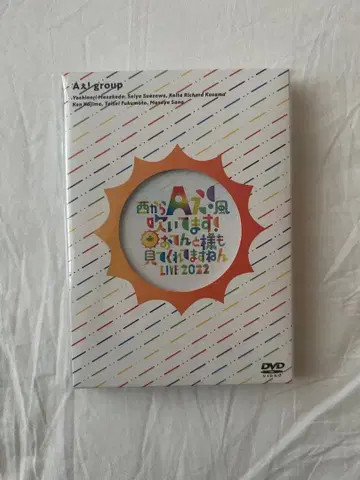 Aぇ! group
Yoshinori Masakado, Seiya Suezawa, Keita Richard Kusama
Ken Kojima, Taisei Fukumoto, Masaya Sano
西からAぇ!風
吹いてます!
おてんと様も
見てくれてますねん
LIVE 2022
DVD
VIDEO